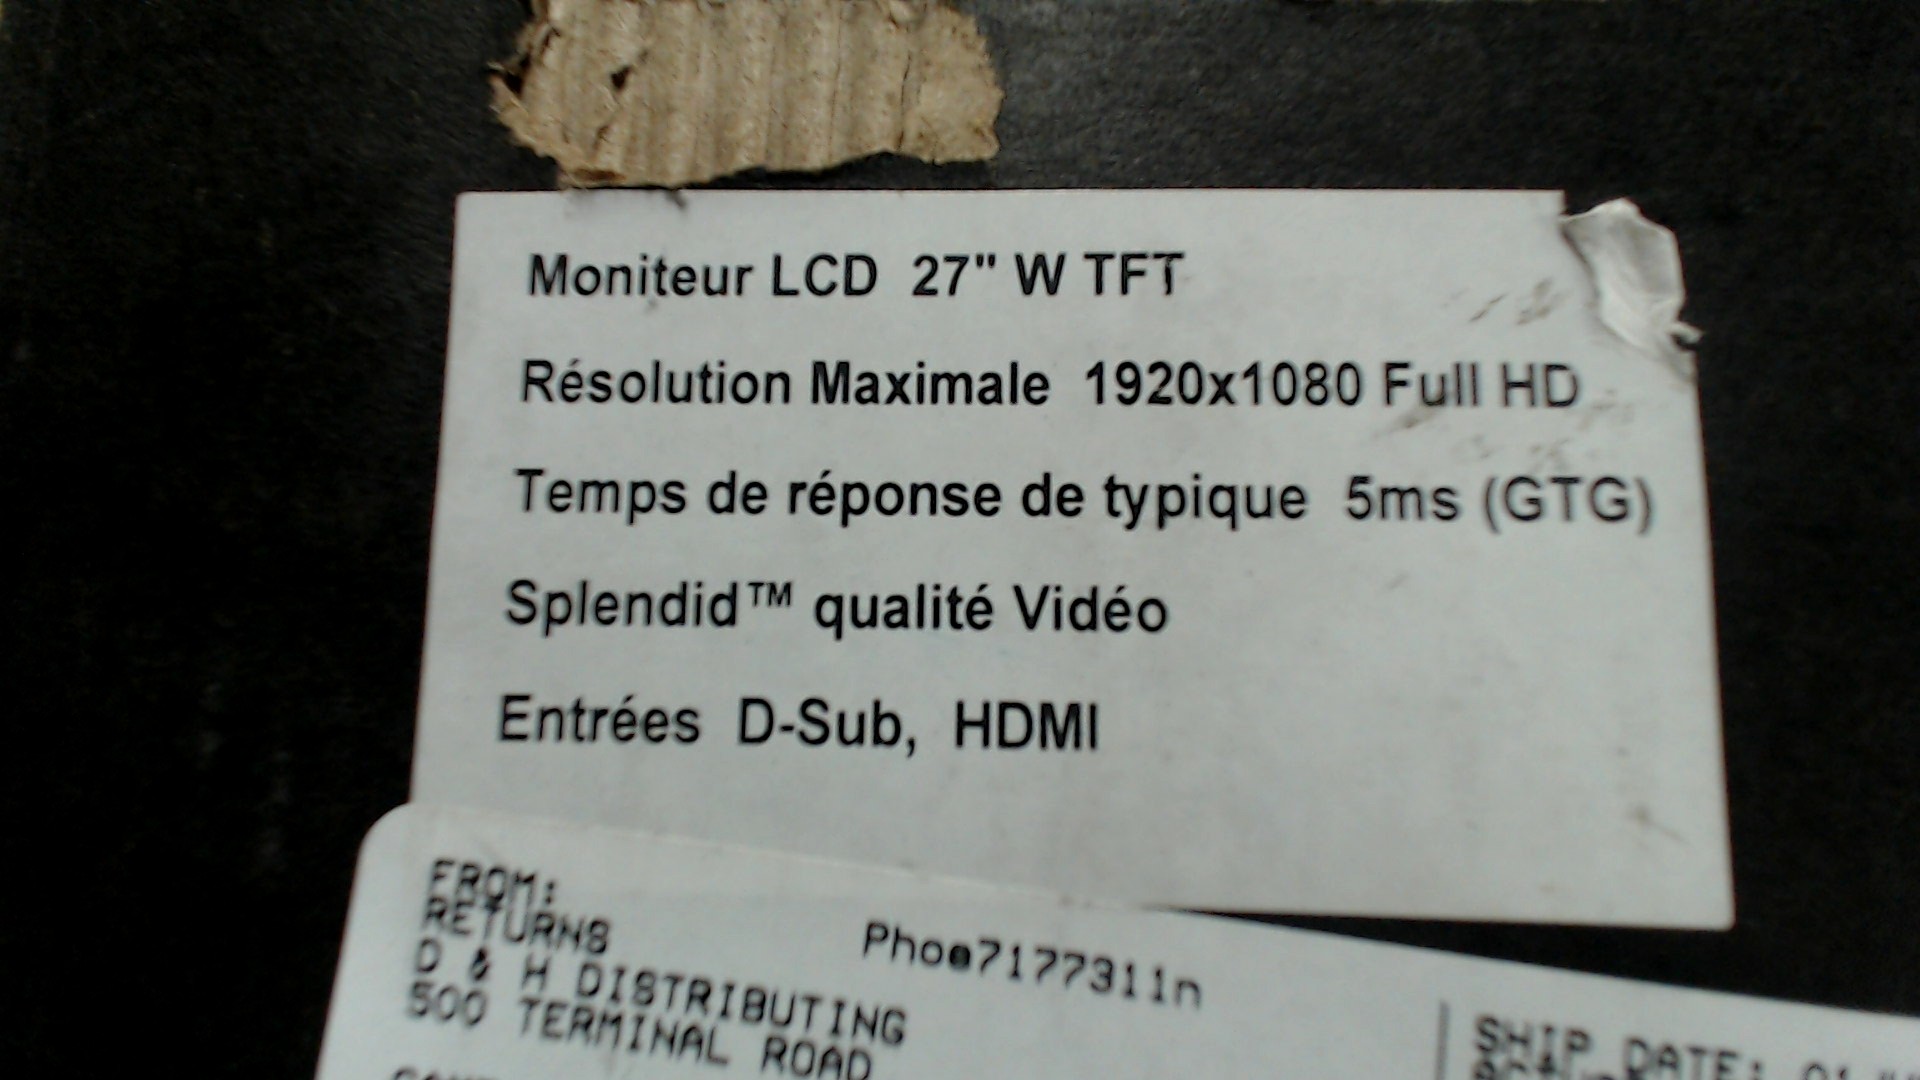 Moniteur LCD 27" W TFT
Résolution Maximale 1920x1080 Full HD
Temps de réponse de typique 5ms (GTG)
Splendid™ qualité Vidéo
Entrées D-Sub, HDMI
FROM:
RETURNS
Phoe7177311n
D & H DISTRIBUTING
500 TERMINAL ROAD
SHIP DATE: